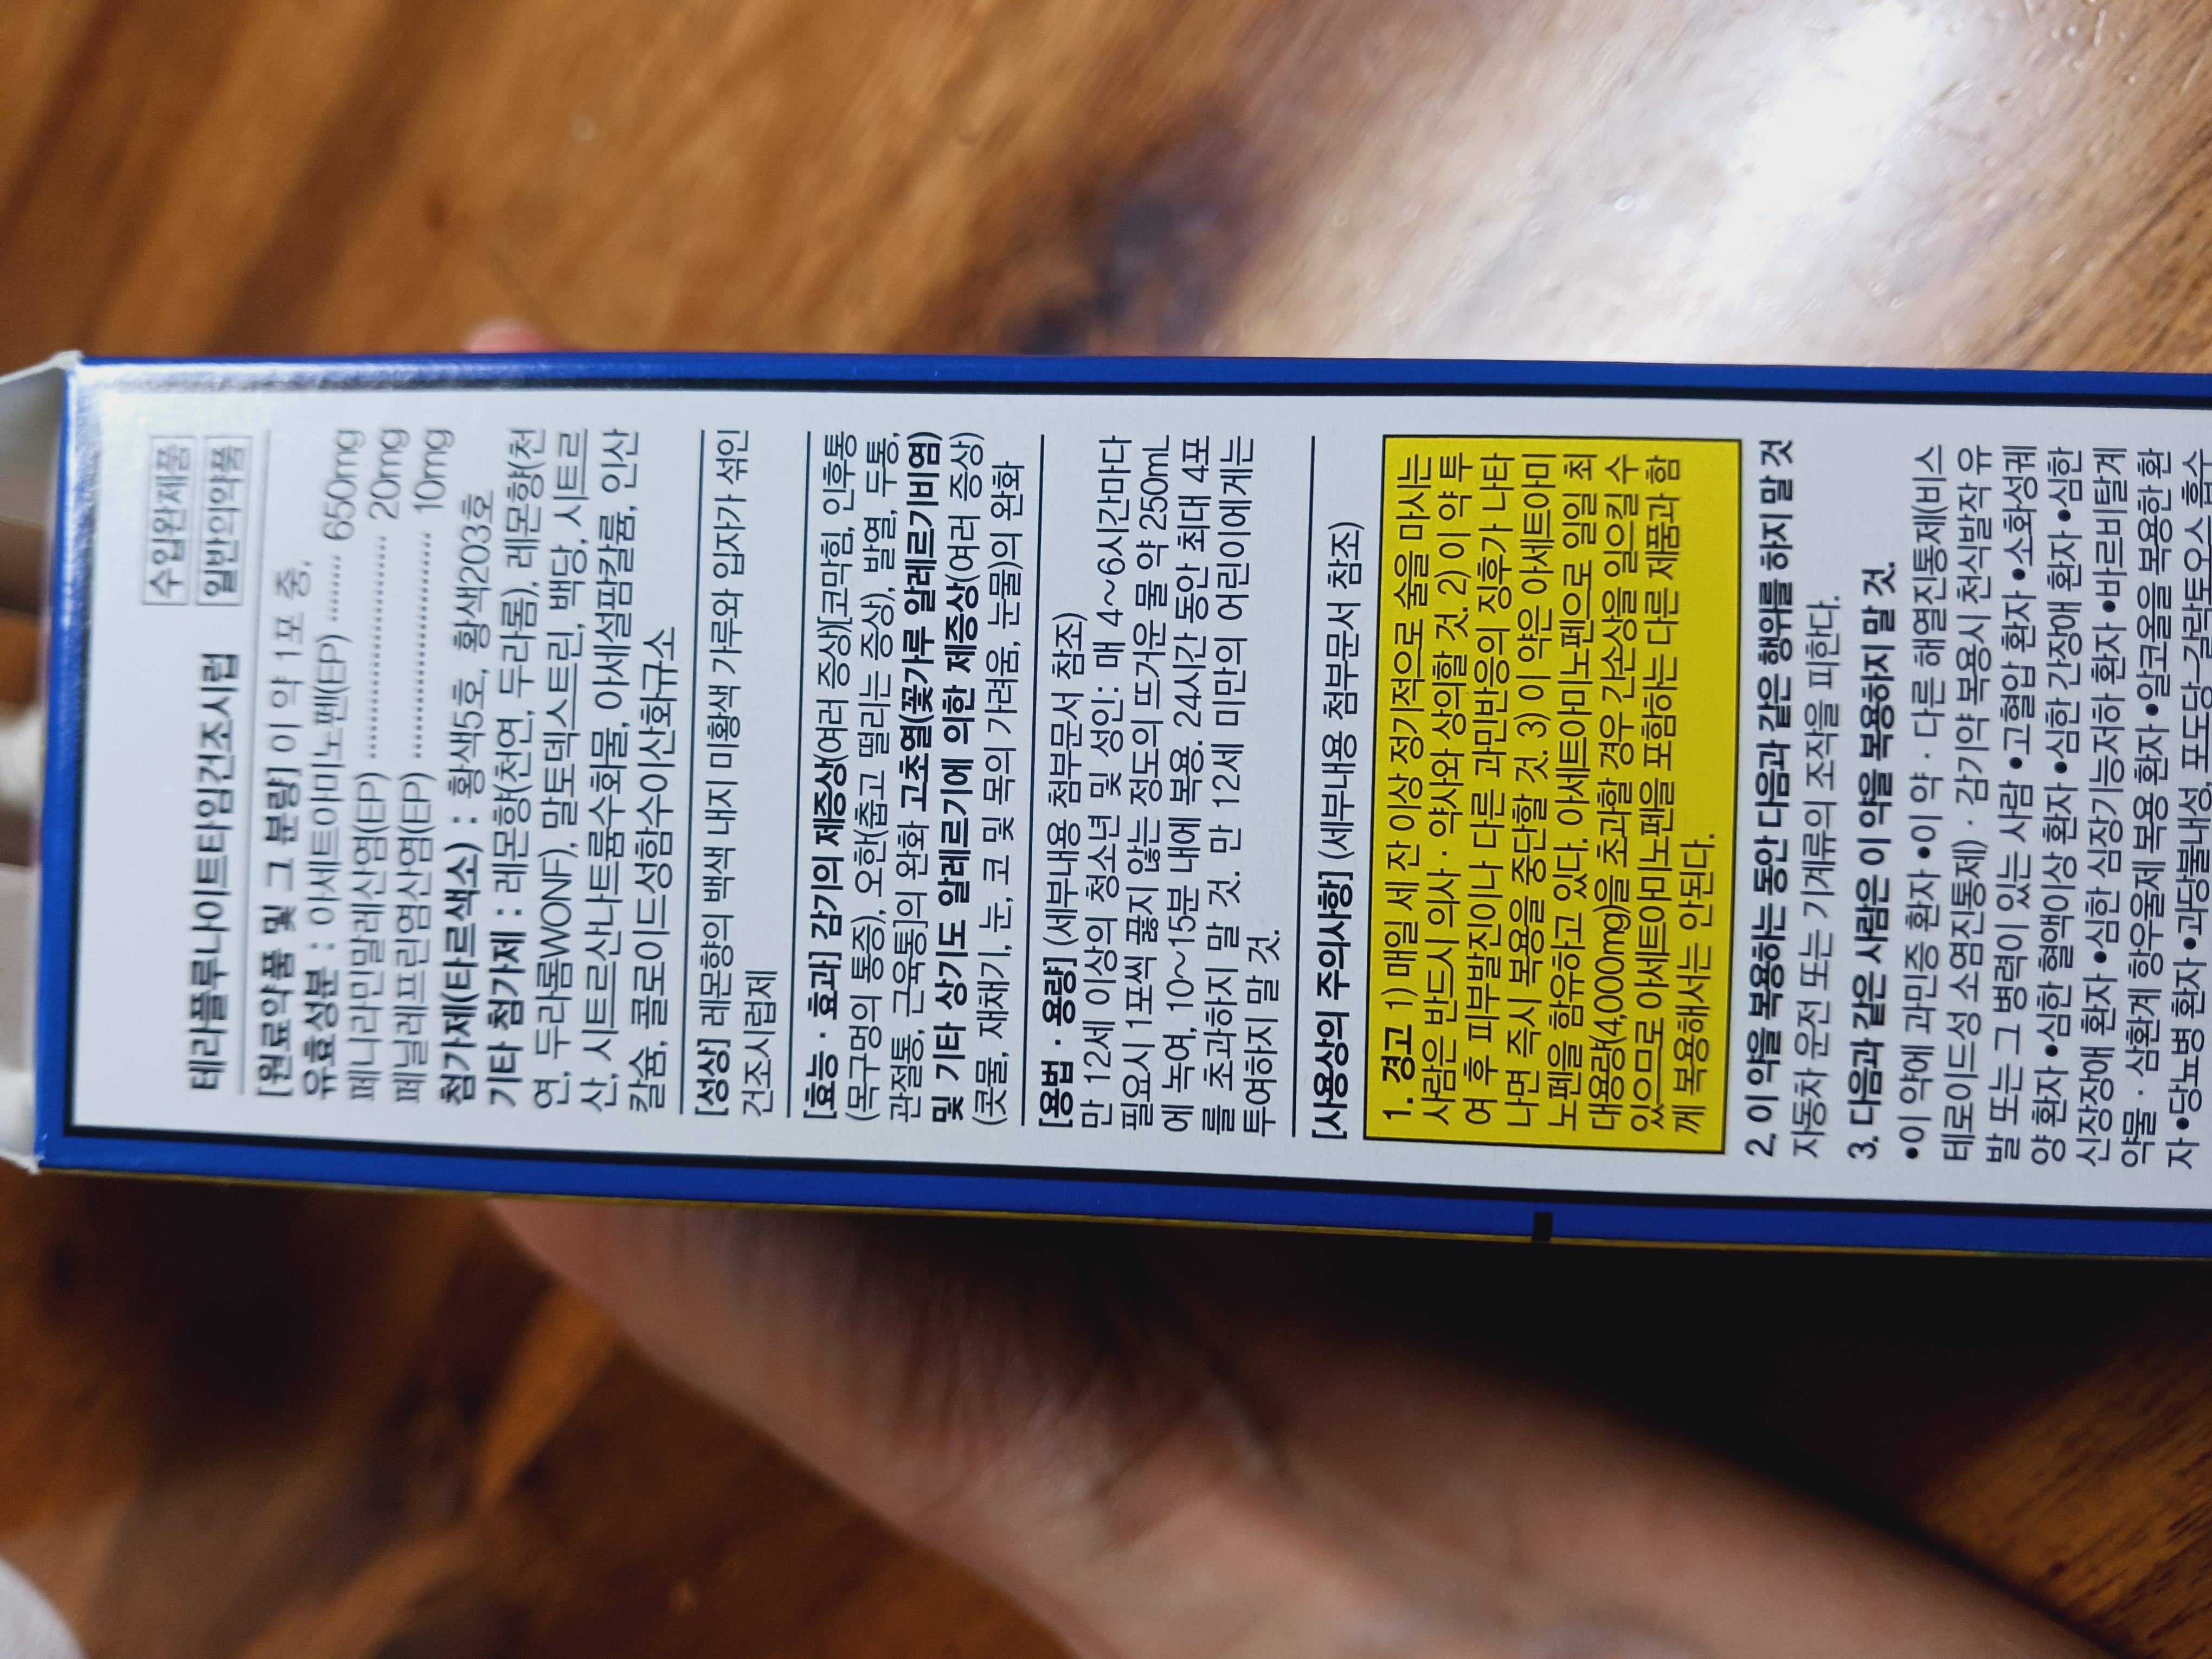 수입완제품
테라플루나이트타임건조시럽 일반의약품
[원료약품 및 그 분량] 이 약 1포 중,
유효성분 : 아세트아미노펜(EP) ........ 650mg
페니라민말레산염(EP) ........................ 20mg
페닐레프린염산염(EP) ........................ 10mg
첨가제(타르색소) : 황색5호, 황색203호
기타 첨가제 : 레몬향(천연, 두라롬), 레몬향(천
연, 두라롬WONF), 말토덱스트린, 백당, 시트르
산, 시트르산나트륨수화물, 아세설팜칼륨, 인산
칼슘, 콜로이드성함수이산화규소
[성상] 레몬향의 백색 내지 미황색 가루와 입자가 섞인
건조시럽제
[효능 · 효과] 감기의 제증상(여러 증상)[코막힘, 인후통
(목구멍의 통증), 오한(춥고 떨리는 증상), 발열, 두통,
관절통, 근육통]의 완화 고초열(꽃가루 알레르기비염)
및 기타 상기도 알레르기에 의한 제증상(여러 증상)
(콧물, 재채기, 눈, 코 및 목의 가려움, 눈물)의 완화
[용법 · 용량] (세부내용 첨부문서 참조)
만 12세 이상의 청소년 및 성인 : 매 4~6시간마다
필요시 1포씩 끓지 않는 정도의 뜨거운 물 약 250mL
에 녹여, 10~15분 내에 복용. 24시간 동안 최대 4포
를 초과하지 말 것. 만 12세 미만의 어린이에게는
투여하지 말 것.
[사용상의 주의사항] (세부내용 첨부문서 참조)
1. 경고 1) 매일 세 잔 이상 정기적으로 술을 마시는
사람은 반드시 의사 · 약사와 상의할 것. 2) 이 약 투
여 후 피부발진이나 다른 과민반응의 징후가 나타
나면 즉시 복용을 중단할 것. 3) 이 약은 아세트아미
노펜을 함유하고 있다. 아세트아미노펜으로 일일 최
대용량(4,000mg)을 초과할 경우 간손상을 일으킬 수
있으므로 아세트아미노펜을 포함하는 다른 제품과 함
께 복용해서는 안된다.
2. 이 약을 복용하는 동안 다음과 같은 행위를 하지 말 것
자동차 운전 또는 기계류의 조작을 피한다.
3. 다음과 같은 사람은 이 약을 복용하지 말 것.
•이 약에 과민증 환자 •이 약 · 다른 해열진통제(비스
테로이드성 소염진통제) · 감기약 복용시 천식발작 유
발 또는 그 병력이 있는 사람 •고혈압 환자 •소화성궤
양 환자 •심한 혈액이상 환자 •심한 간장애 환자 •심한
신장장애 환자 •심한 심장기능저하 환자 •바르비탈계
약물 · 삼환계 항우울제 복용 환자 •알코올을 복용한 환
자 •당뇨병 환자 •과당불내성, 포도당-갈락토오스 흡수